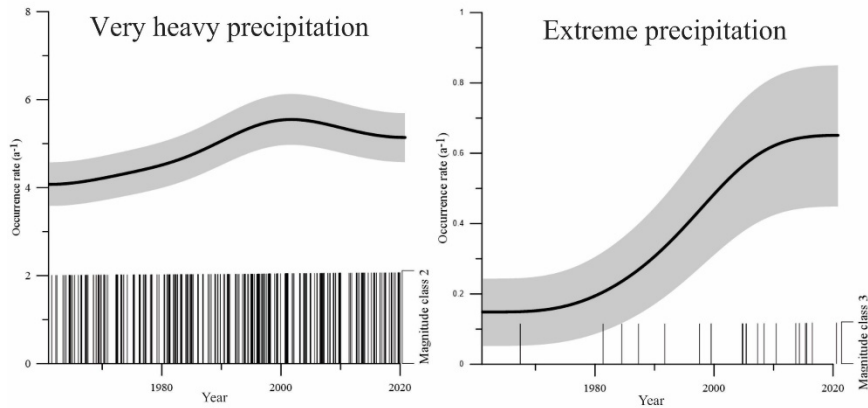 Very heavy precipitation
8
6
4
2
0
Occurrence rate (a⁻¹)
Magnitude class 2
1980
2000
2020
Year
Extreme precipitation
1
0.8
0.6
0.4
0.2
0
Occurrence rate (a⁻¹)
Magnitude class 3
1980
2000
2020
Year